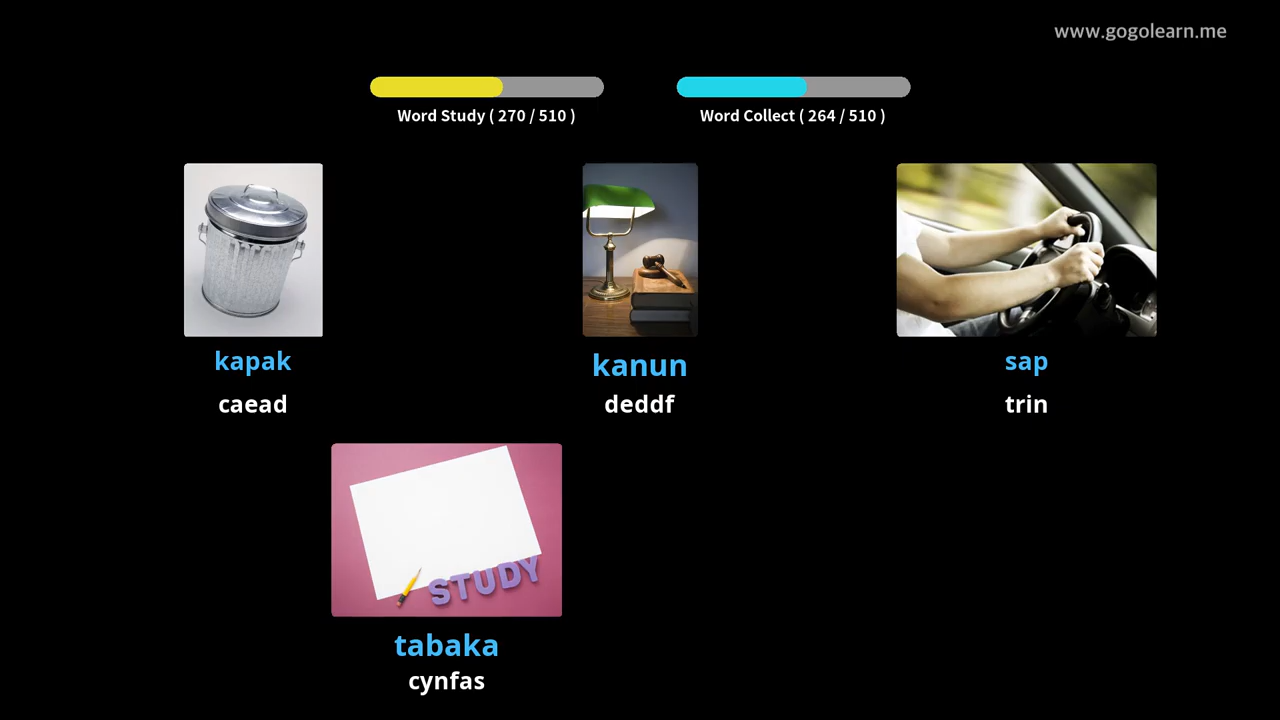 www.gogolearn.me
Word Study ( 270 / 510 )
Word Collect ( 264 / 510 )
kapak
caead
kanun
deddf
sap
trin
STUDY
tabaka
cynfas